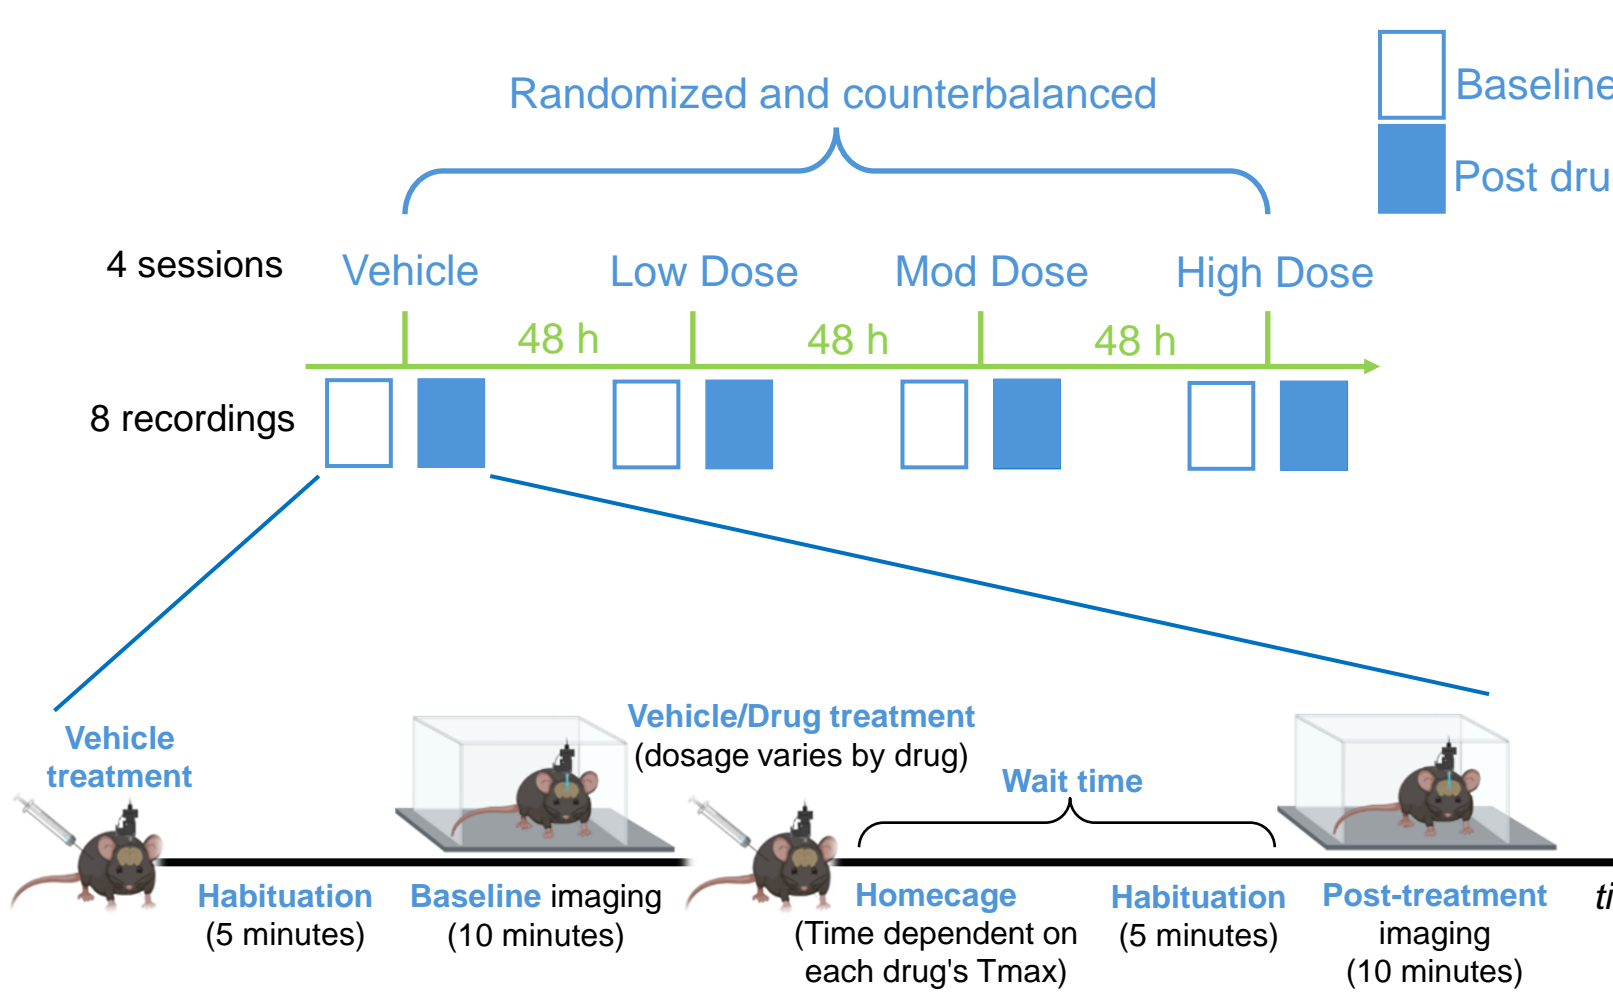 Randomized and counterbalanced
Baseline
Post dru
4 sessions
Vehicle
Low Dose
Mod Dose
High Dose
48 h
48 h
48 h
8 recordings
Vehicle
treatment
Vehicle/Drug treatment
(dosage varies by drug)
Wait time
Habituation
(5 minutes)
Baseline imaging
(10 minutes)
Homecage
(Time dependent on
each drug's Tmax)
Habituation
(5 minutes)
Post-treatment
imaging
(10 minutes)